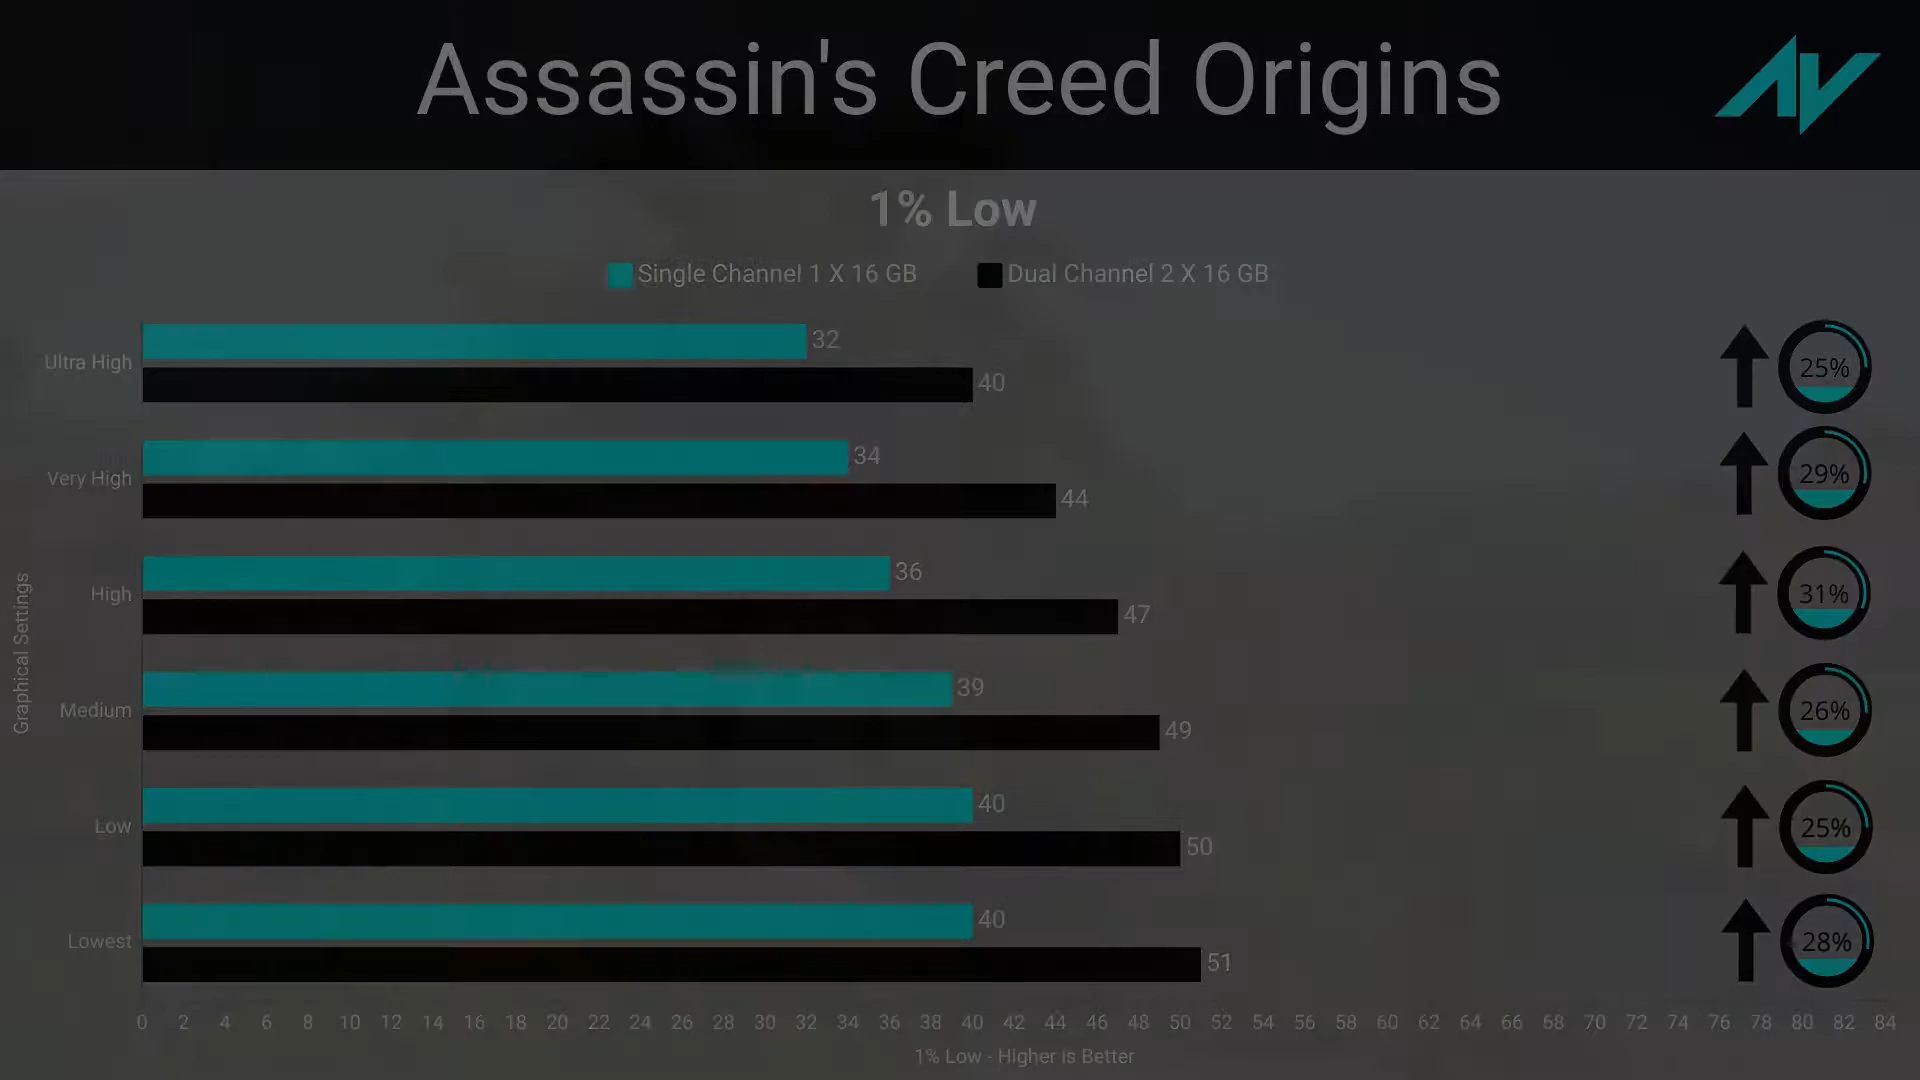 Assassin's Creed Origins
1% Low
Single Channel 1 X 16 GB
Dual Channel 2 X 16 GB
Graphical Settings
Ultra High
32
40
25%
Very High
34
44
29%
High
36
47
31%
Medium
39
49
26%
Low
40
50
25%
Lowest
40
51
28%
0 2 4 6 8 10 12 14 16 18 20 22 24 26 28 30 32 34 36 38 40 42 44 46 48 50 52 54 56 58 60 62 64 66 68 70 72 74 76 78 80 82 84
1% Low - Higher is Better